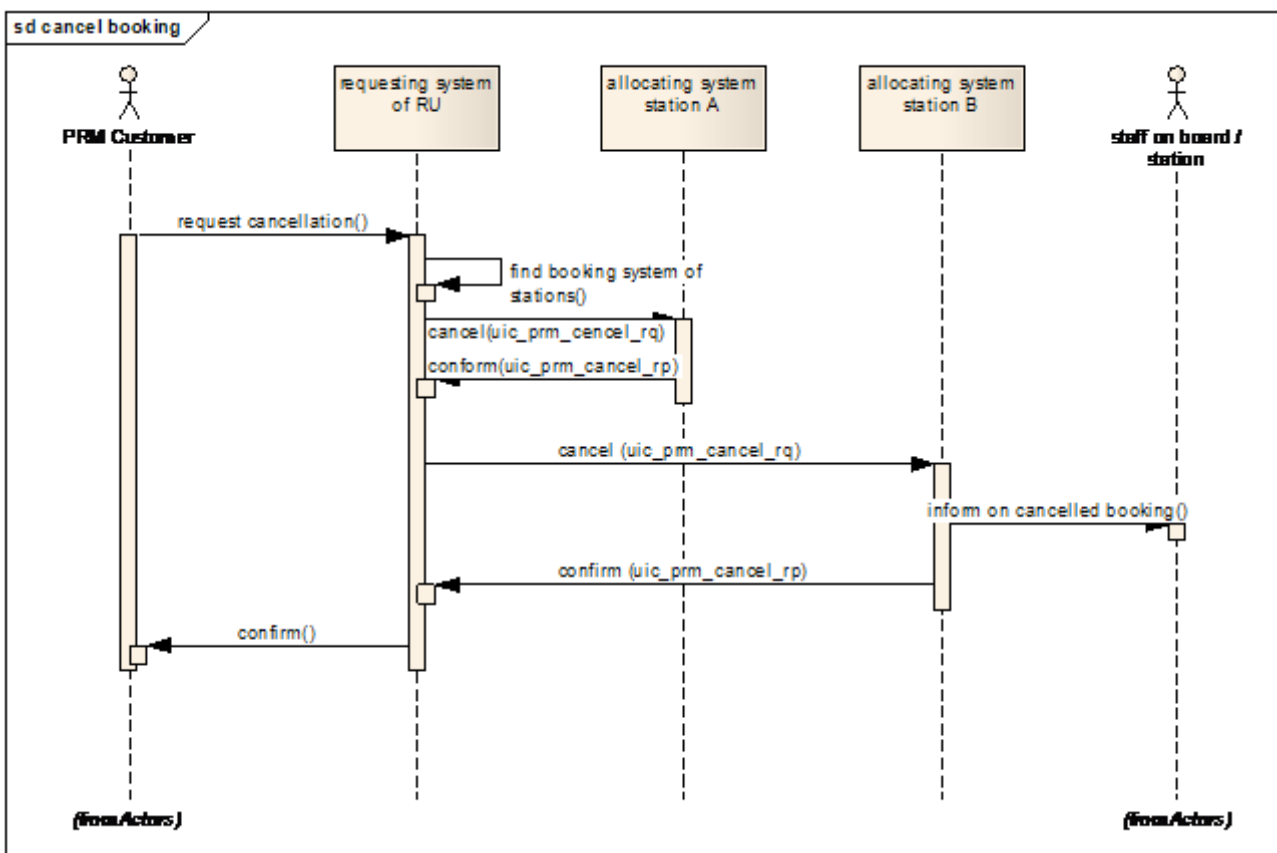 sd cancel booking
PRM Customer
requesting system
of RU
allocating system
station A
allocating system
station B
staff on board /
station
request cancellation()
find booking system of
stations()
cancel(uic_prm_cencel_rq)
conform(uic_prm_cancel_rp)
cancel (uic_prm_cancel_rq)
inform on cancelled booking()
confirm (uic_prm_cancel_rp)
confirm()
(from Actors)
(from Actors)